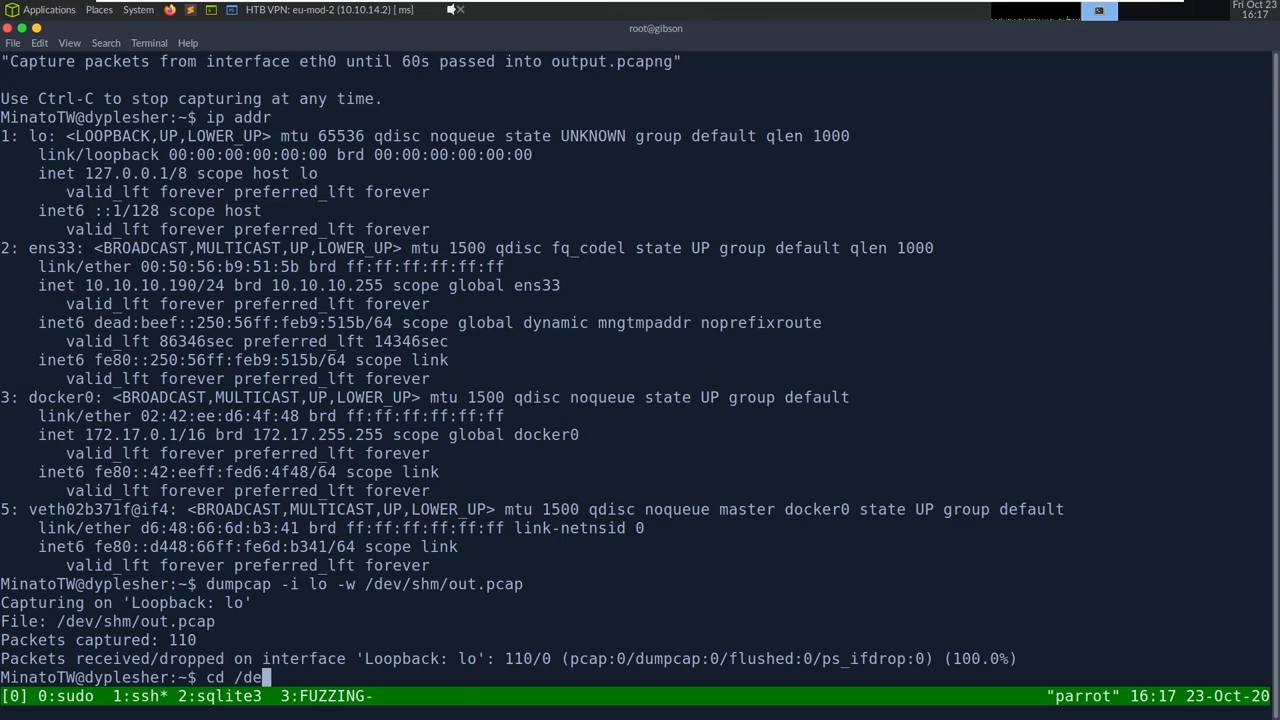 Applications Places System HTB VPN: eu-mod-2 (10.10.14.2) [ ms] Fri Oct 23
16:17
root@gibson
File Edit View Search Terminal Help
"Capture packets from interface eth0 until 60s passed into output.pcapng"
Use Ctrl-C to stop capturing at any time.
MinatoTW@dyplesher:~$ ip addr
1: lo: <LOOPBACK,UP,LOWER_UP> mtu 65536 qdisc noqueue state UNKNOWN group default qlen 1000
    link/loopback 00:00:00:00:00:00 brd 00:00:00:00:00:00
    inet 127.0.0.1/8 scope host lo
       valid_lft forever preferred_lft forever
    inet6 ::1/128 scope host
       valid_lft forever preferred_lft forever
2: ens33: <BROADCAST,MULTICAST,UP,LOWER_UP> mtu 1500 qdisc fq_codel state UP group default qlen 1000
    link/ether 00:50:56:b9:51:5b brd ff:ff:ff:ff:ff:ff
    inet 10.10.10.190/24 brd 10.10.10.255 scope global ens33
       valid_lft forever preferred_lft forever
    inet6 dead:beef::250:56ff:feb9:515b/64 scope global dynamic mngtmpaddr noprefixroute
       valid_lft 86346sec preferred_lft 14346sec
    inet6 fe80::250:56ff:feb9:515b/64 scope link
       valid_lft forever preferred_lft forever
3: docker0: <BROADCAST,MULTICAST,UP,LOWER_UP> mtu 1500 qdisc noqueue state UP group default
    link/ether 02:42:ee:d6:4f:48 brd ff:ff:ff:ff:ff:ff
    inet 172.17.0.1/16 brd 172.17.255.255 scope global docker0
       valid_lft forever preferred_lft forever
    inet6 fe80::42:eeff:fed6:4f48/64 scope link
       valid_lft forever preferred_lft forever
5: veth02b371f@if4: <BROADCAST,MULTICAST,UP,LOWER_UP> mtu 1500 qdisc noqueue master docker0 state UP group default
    link/ether d6:48:66:6d:b3:41 brd ff:ff:ff:ff:ff:ff link-netnsid 0
    inet6 fe80::d448:66ff:fe6d:b341/64 scope link
       valid_lft forever preferred_lft forever
MinatoTW@dyplesher:~$ dumpcap -i lo -w /dev/shm/out.pcap
Capturing on 'Loopback: lo'
File: /dev/shm/out.pcap
Packets captured: 110
Packets received/dropped on interface 'Loopback: lo': 110/0 (pcap:0/dumpcap:0/flushed:0/ps_ifdrop:0) (100.0%)
MinatoTW@dyplesher:~$ cd /de
[0] 0:sudo  1:ssh* 2:sqlite3  3:FUZZING- "parrot" 16:17 23-Oct-20